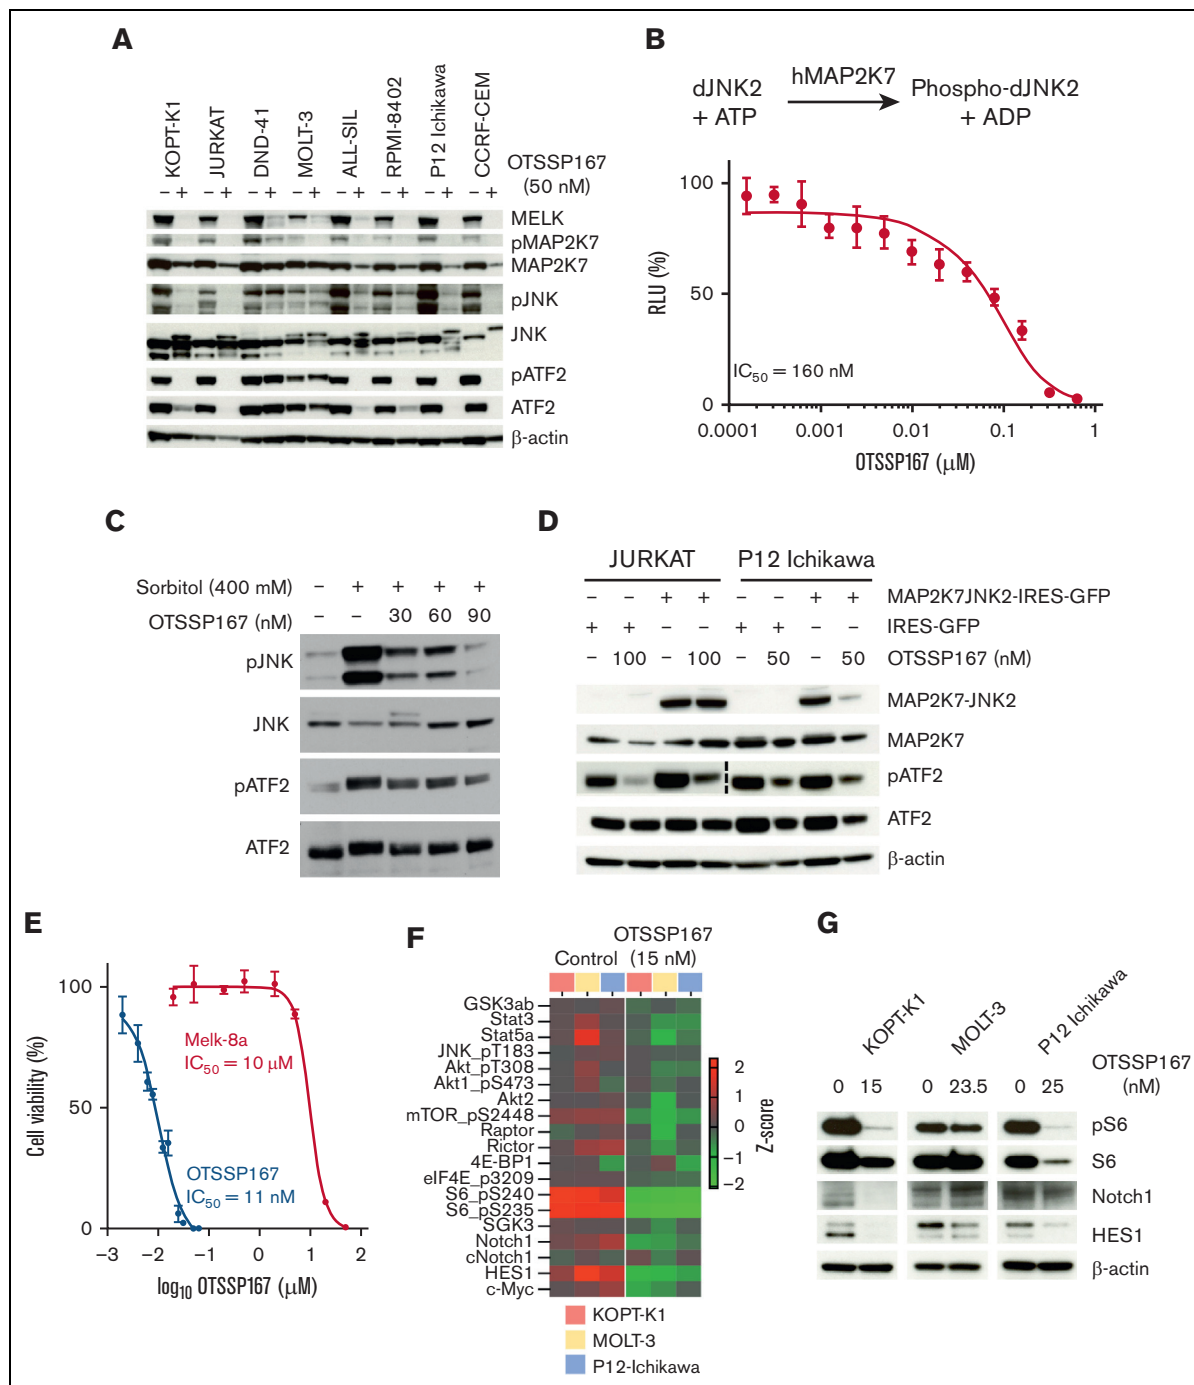 A
KOPT-K1
JURKAT
DND-41
MOLT-3
ALL-SIL
RPMI-8402
P12 Ichikawa
CCRF-CEM
OTSSP167
(50 nM)
– + – + – + – + – + – + – + – +
MELK
pMAP2K7
MAP2K7
pJNK
JNK
pATF2
ATF2
β-actin
B
dJNK2
+ ATP
hMAP2K7
Phospho-dJNK2
+ ADP
RLU (%)
100
50
0
IC50 = 160 nM
0.0001 0.001 0.01 0.1 1
OTSSP167 (μM)
C
Sorbitol (400 mM) – + + + +
OTSSP167 (nM) – – 30 60 90
pJNK
JNK
pATF2
ATF2
D
JURKAT P12 Ichikawa
– – + + – – + + MAP2K7JNK2-IRES-GFP
+ + – – + + – – IRES-GFP
– 100 – 100 – 50 – 50 OTSSP167 (nM)
MAP2K7-JNK2
MAP2K7
pATF2
ATF2
β-actin
E
Cell viability (%)
100
50
0
Melk-8a
IC50 = 10 μM
OTSSP167
IC50 = 11 nM
–3 –2 –1 0 1 2
log10 OTSSP167 (μM)
F
Control
OTSSP167
(15 nM)
GSK3ab
Stat3
Stat5a
JNK_pT183
Akt_pT308
Akt1_pS473
Akt2
mTOR_pS2448
Raptor
Rictor
4E-BP1
eIF4E_p3209
S6_pS240
S6_pS235
SGK3
Notch1
cNotch1
HES1
c-Myc
2
1
0
–1
–2
Z-score
KOPT-K1
MOLT-3
P12-Ichikawa
G
KOPT-K1
MOLT-3
P12 Ichikawa
OTSSP167
(nM)
0 15 0 23.5 0 25
pS6
S6
Notch1
HES1
β-actin